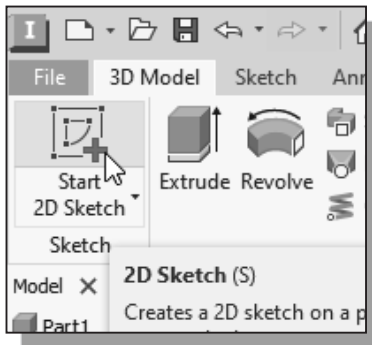 I
File 3D Model Sketch
Start
2D Sketch
Extrude Revolve
Sketch
Model X
2D Sketch (S)
Part1
Creates a 2D sketch on a